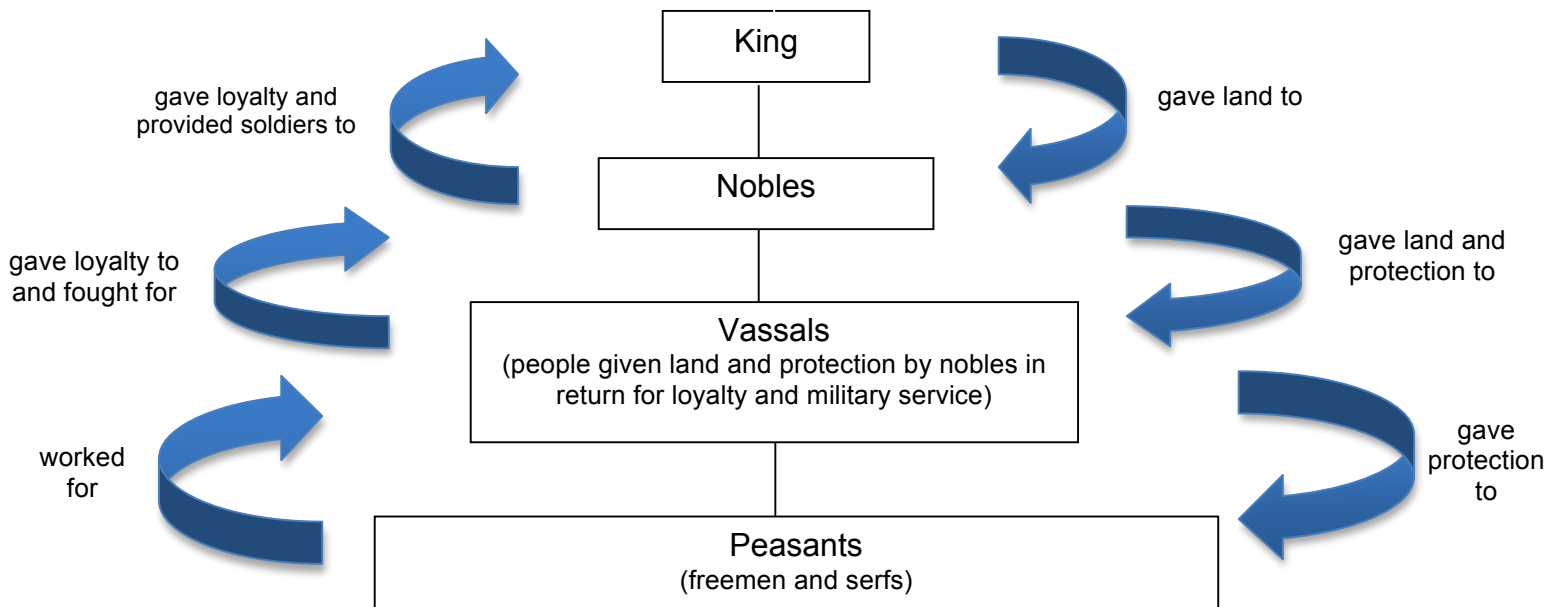 King
gave loyalty and
provided soldiers to
gave land to
Nobles
gave loyalty to
and fought for
gave land and
protection to
Vassals
(people given land and protection by nobles in
return for loyalty and military service)
worked
for
gave
protection
to
Peasants
(freemen and serfs)